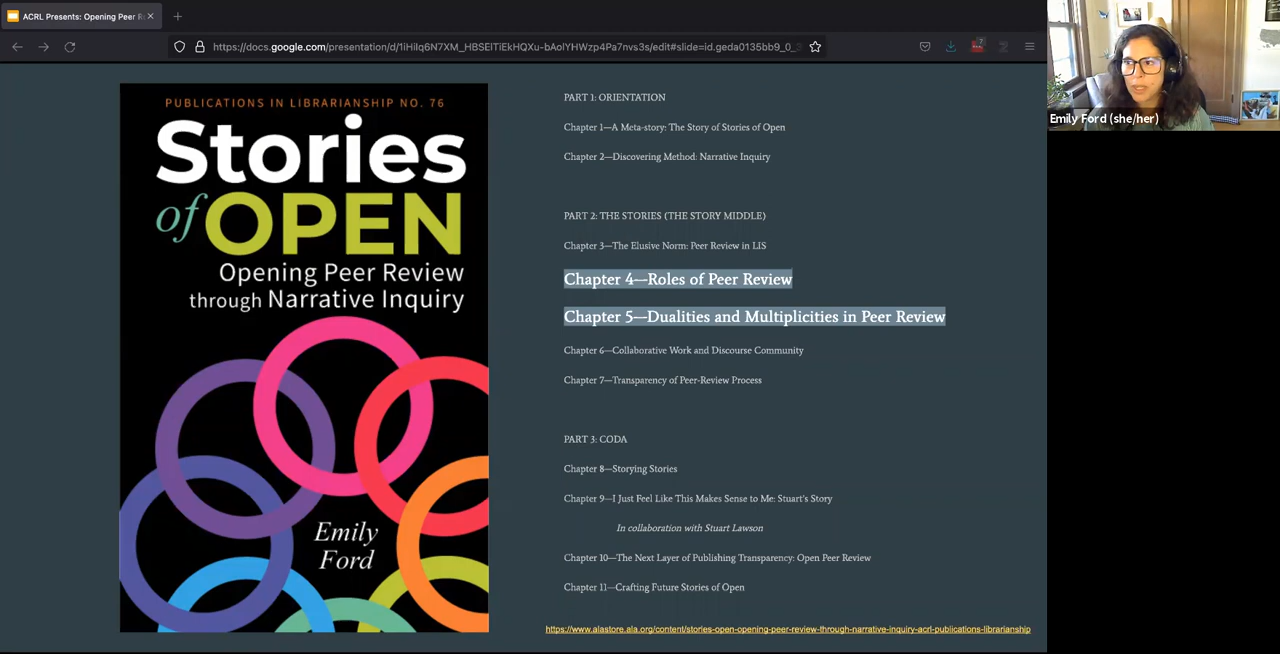 ACRL Presents: Opening Peer R
https://docs.google.com/presentation/d/1iHiIq6N7XM_HBSElTiEkHQXu-bAolYHWzp4Pa7nvs3s/edit#slide=id.geda0135bb9_0_
7
Emily Ford (she/her)
PUBLICATIONS IN LIBRARIANSHIP NO. 76
Stories
of OPEN
Opening Peer Review
through Narrative Inquiry
Emily
Ford
PART 1: ORIENTATION
Chapter 1—A Meta-story: The Story of Stories of Open
Chapter 2—Discovering Method: Narrative Inquiry
PART 2: THE STORIES (THE STORY MIDDLE)
Chapter 3—The Elusive Norm: Peer Review in LIS
Chapter 4—Roles of Peer Review
Chapter 5—Dualities and Multiplicities in Peer Review
Chapter 6—Collaborative Work and Discourse Community
Chapter 7—Transparency of Peer-Review Process
PART 3: CODA
Chapter 8—Storying Stories
Chapter 9—I Just Feel Like This Makes Sense to Me: Stuart's Story
In collaboration with Stuart Lawson
Chapter 10—The Next Layer of Publishing Transparency: Open Peer Review
Chapter 11—Crafting Future Stories of Open
https://www.alastore.ala.org/content/stories-open-opening-peer-review-through-narrative-inquiry-acrl-publications-librarianship